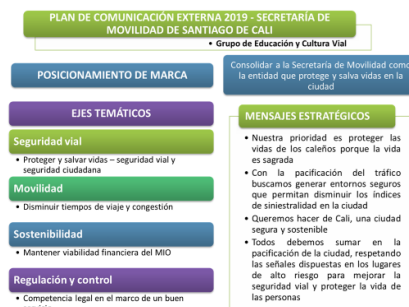 PLAN DE COMUNICACIÓN EXTERNA 2019 - SECRETARÍA DE
MOVILIDAD DE SANTIAGO DE CALI
• Grupo de Educación y Cultura Vial
POSICIONAMIENTO DE MARCA
Consolidar a la Secretaría de Movilidad como
la entidad que protege y salva vidas en la
ciudad
EJES TEMÁTICOS
Seguridad vial
• Proteger y salvar vidas – seguridad vial y
seguridad ciudadana
Movilidad
• Disminuir tiempos de viaje y congestión
Sostenibilidad
• Mantener viabilidad financiera del MIO
Regulación y control
• Competencia legal en el marco de un buen
MENSAJES ESTRATÉGICOS
• Nuestra prioridad es proteger las
vidas de los caleños porque la vida
es sagrada
• Con la pacificación del tráfico
buscamos generar entornos seguros
que permitan disminuir los índices
de siniestralidad en la ciudad
• Queremos hacer de Cali, una ciudad
segura y sostenible
• Todos debemos sumar en la
pacificación de la ciudad, respetando
las señales dispuestas en los lugares
de alto riesgo para mejorar la
seguridad vial y proteger la vida de
las personas